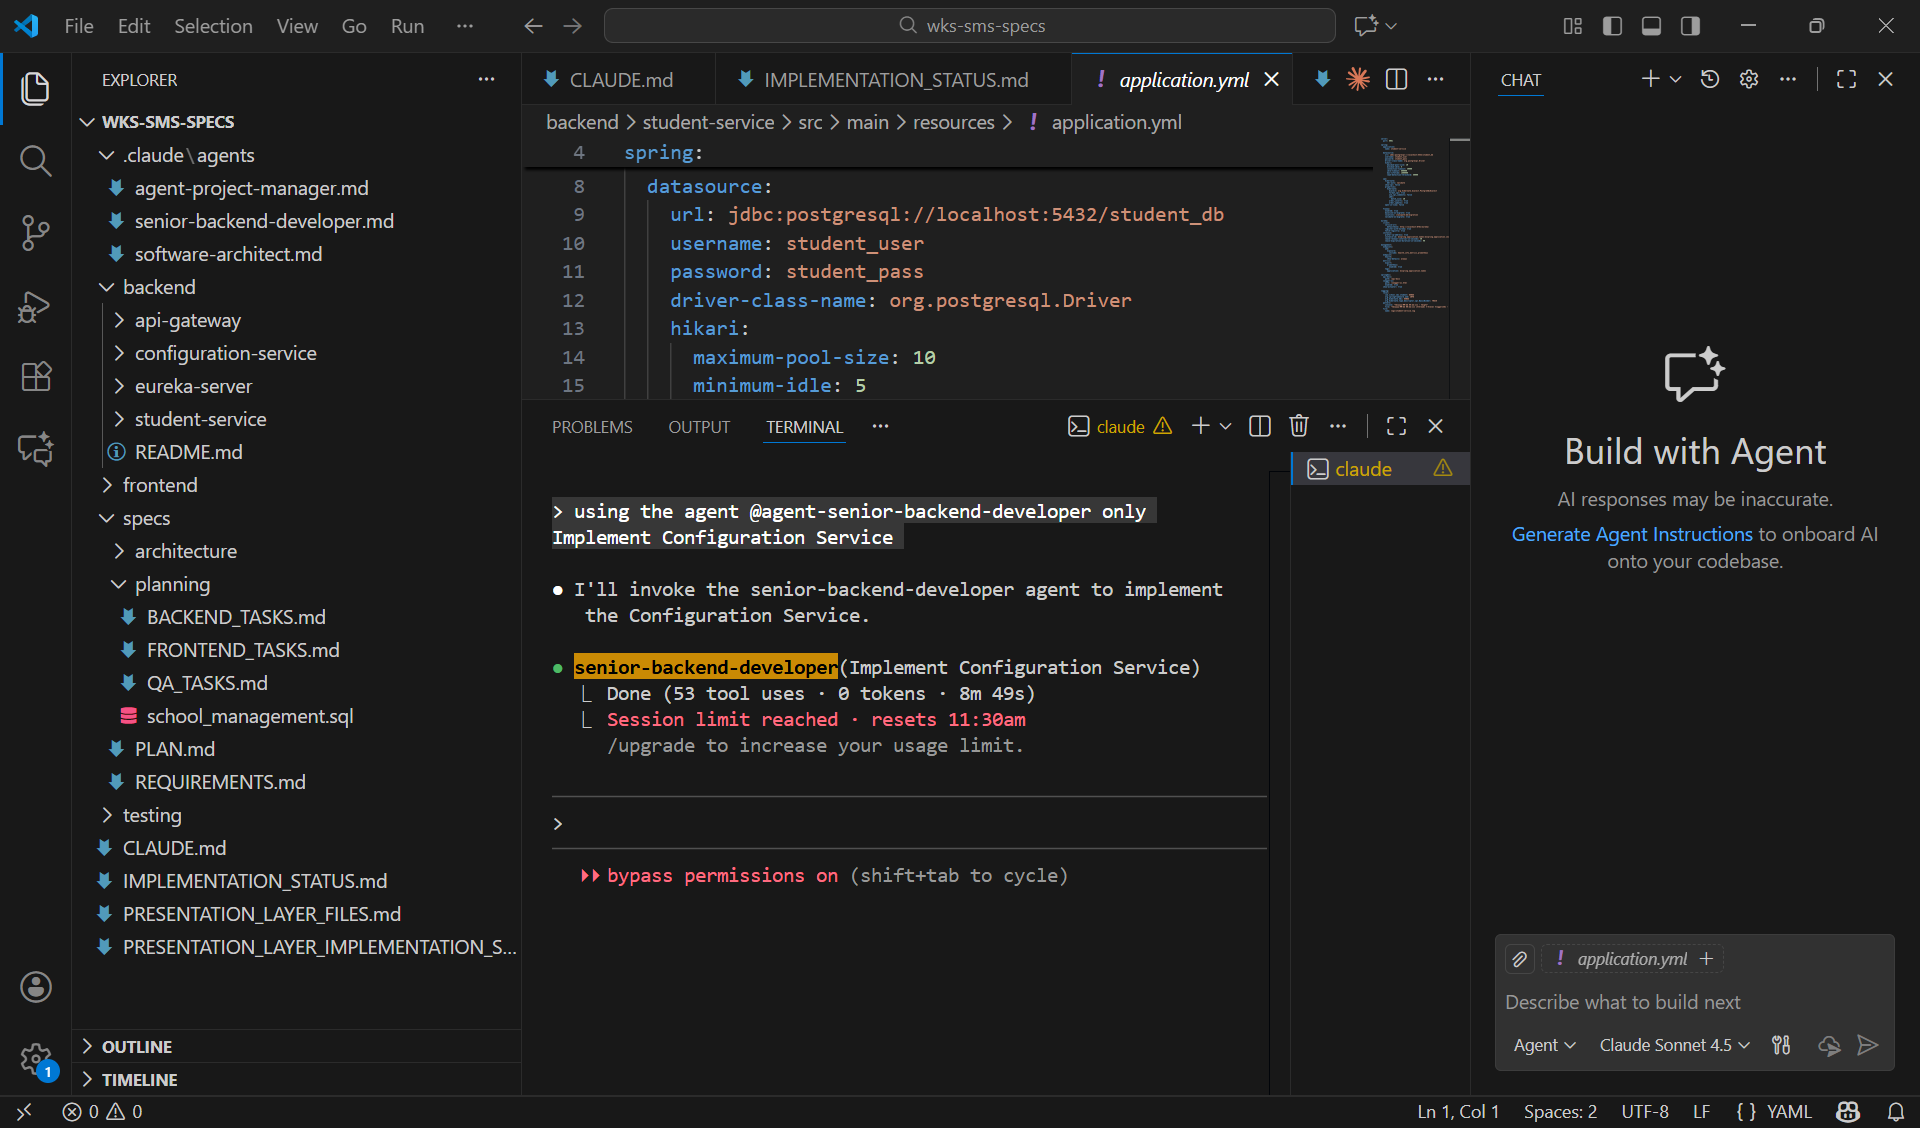 File Edit Selection View Go Run ···
wks-sms-specs
EXPLORER ···
WKS-SMS-SPECS
.claude\agents
agent-project-manager.md
senior-backend-developer.md
software-architect.md
backend
api-gateway
configuration-service
eureka-server
student-service
README.md
frontend
specs
architecture
planning
BACKEND_TASKS.md
FRONTEND_TASKS.md
QA_TASKS.md
school_management.sql
PLAN.md
REQUIREMENTS.md
testing
CLAUDE.md
IMPLEMENTATION_STATUS.md
PRESENTATION_LAYER_FILES.md
PRESENTATION_LAYER_IMPLEMENTATION_S...
OUTLINE
TIMELINE
CLAUDE.md IMPLEMENTATION_STATUS.md ! application.yml
backend > student-service > src > main > resources > ! application.yml
4 spring:
8 datasource:
9 url: jdbc:postgresql://localhost:5432/student_db
10 username: student_user
11 password: student_pass
12 driver-class-name: org.postgresql.Driver
13 hikari:
14 maximum-pool-size: 10
15 minimum-idle: 5
PROBLEMS OUTPUT TERMINAL ··· claude
claude
> using the agent @agent-senior-backend-developer only
Implement Configuration Service
● I'll invoke the senior-backend-developer agent to implement
the Configuration Service.
● senior-backend-developer(Implement Configuration Service)
⎿ Done (53 tool uses · 0 tokens · 8m 49s)
⎿ Session limit reached · resets 11:30am
/upgrade to increase your usage limit.
>
⏵⏵ bypass permissions on (shift+tab to cycle)
CHAT
Build with Agent
AI responses may be inaccurate.
Generate Agent Instructions to onboard AI
onto your codebase.
! application.yml +
Describe what to build next
Agent Claude Sonnet 4.5
1
0 0
Ln 1, Col 1 Spaces: 2 UTF-8 LF { } YAML